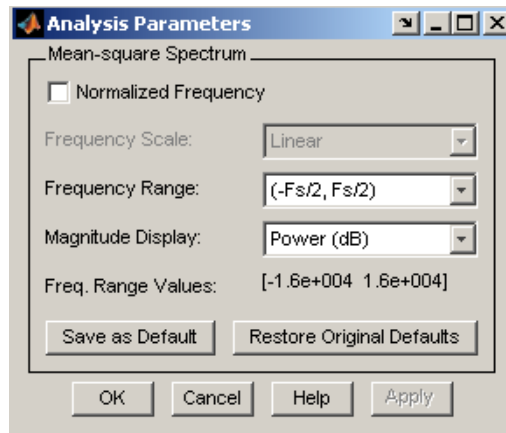 Analysis Parameters
Mean-square Spectrum
Normalized Frequency
Frequency Scale: Linear
Frequency Range: (-Fs/2, Fs/2)
Magnitude Display: Power (dB)
Freq. Range Values: [-1.6e+004 1.6e+004]
Save as Default Restore Original Defaults
OK Cancel Help Apply